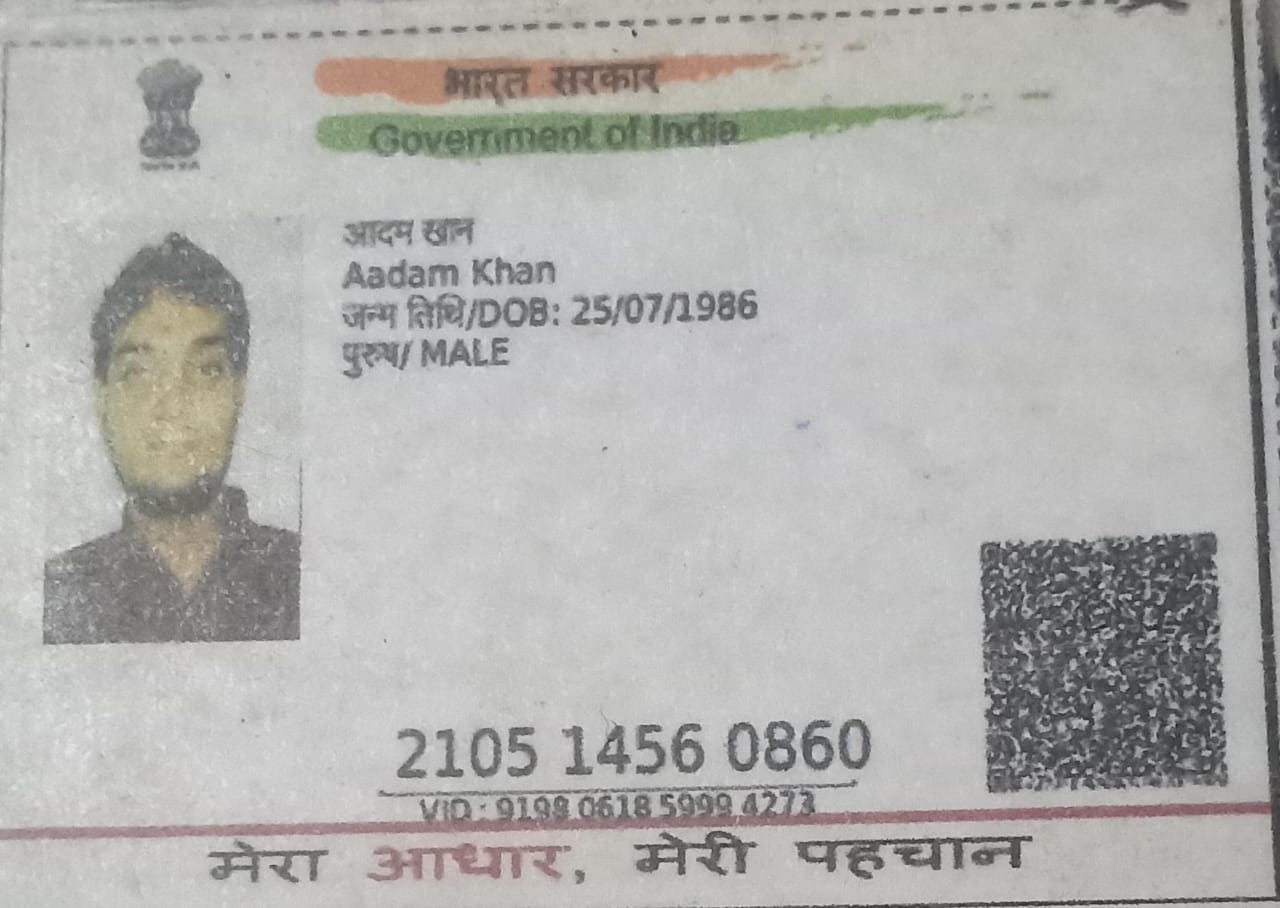 भारत सरकार
Government of India
आदम खान
Aadam Khan
जन्म तिथि/DOB: 25/07/1986
पुरुष/ MALE
2105 1456 0860
VID : 9198 0618 5999 4273
मेरा आधार, मेरी पहचान